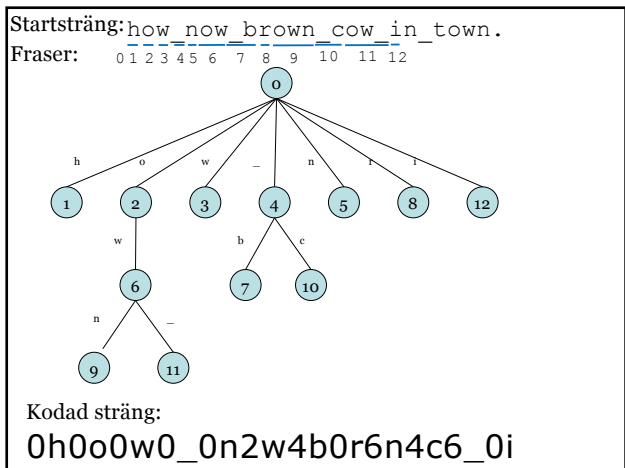 Startsträng: how_now_brown_cow_in_town.
Fraser: 0 1 2 3 4 5 6 7 8 9 10 11 12
0
h o w _ n r i
1 2 3 4 5 8 12
w b c
6 7 10
n _
9 11
Kodad sträng:
0h0o0w0_0n2w4b0r6n4c6_0i